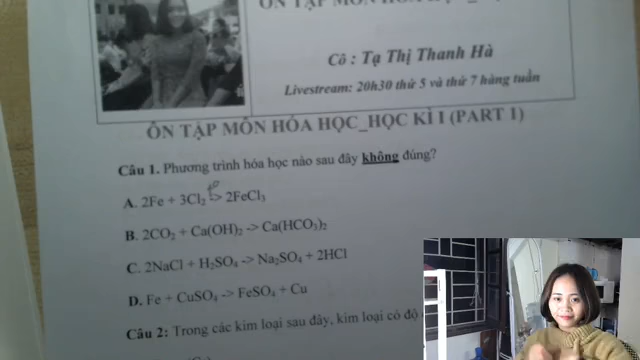 ÔN TẬP MÔN HÓA
Cô : Tạ Thị Thanh Hà
Livestream: 20h30 thứ 5 và thứ 7 hàng tuần
ÔN TẬP MÔN HÓA HỌC_HỌC KÌ I (PART 1)
Câu 1. Phương trình hóa học nào sau đây không đúng?
A. 2Fe + 3Cl₂ -> 2FeCl₃
B. 2CO₂ + Ca(OH)₂ -> Ca(HCO₃)₂
C. 2NaCl + H₂SO₄ -> Na₂SO₄ + 2HCl
D. Fe + CuSO₄ -> FeSO₄ + Cu
Câu 2: Trong các kim loại sau đây, kim loại có độ